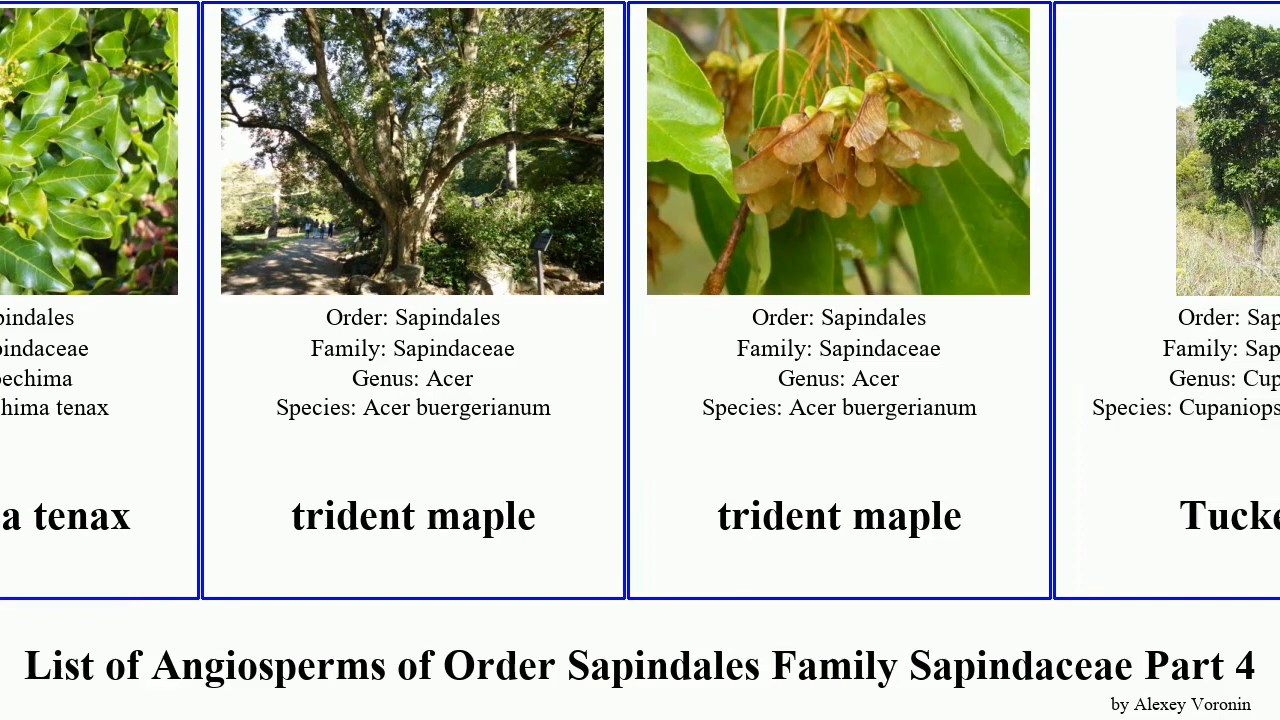 pindales
pindaceae
pechima
hima tenax
a tenax
Order: Sapindales
Family: Sapindaceae
Genus: Acer
Species: Acer buergerianum
trident maple
Order: Sapindales
Family: Sapindaceae
Genus: Acer
Species: Acer buergerianum
trident maple
Order: Sap
Family: Sap
Genus: Cup
Species: Cupaniops
Tucke
List of Angiosperms of Order Sapindales Family Sapindaceae Part 4
by Alexey Voronin